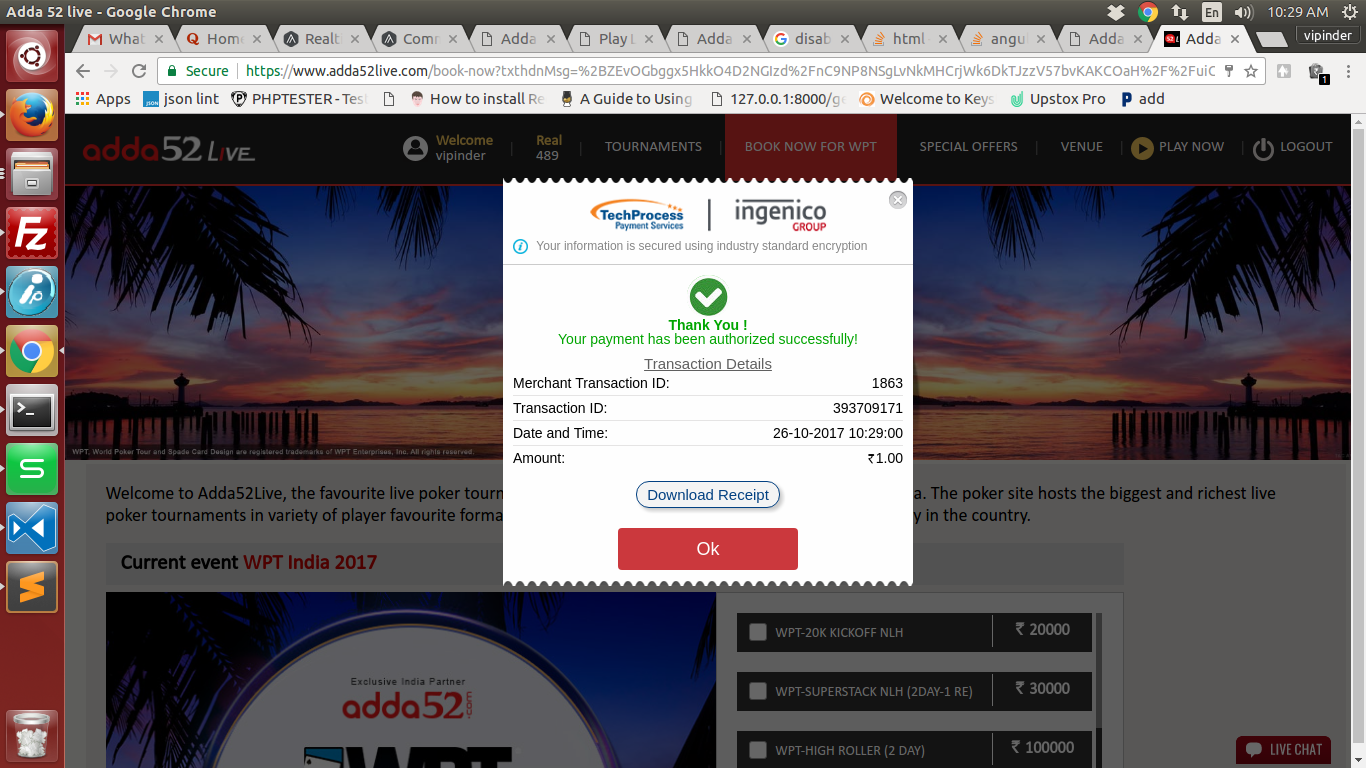 Adda 52 live - Google Chrome
En
10:29 AM
What
Hom
Realt
Comr
Adda
Play L
Adda
disab
html
angul
Adda
Adda
vipinder
Secure
https://www.adda52live.com/book-now?txthdnMsg=%2BZEvOGbggx5HkkO4D2NGIzd%2FnC9NP8NSgLvNkMHCrjWk6DkTJzzV57bvKAKCOaH%2F%2FuiC
1
Apps
json lint
PHPTESTER - Tes
How to install Re
A Guide to Using
127.0.0.1:8000/ge
Welcome to Keys
Upstox Pro
add
adda52 LIVE
Welcome
vipinder
Real
489
TOURNAMENTS
BOOK NOW FOR WPT
SPECIAL OFFERS
VENUE
PLAY NOW
LOGOUT
TechProcess
Payment Services
ingenico
GROUP
Your information is secured using industry standard encryption
Thank You !
Your payment has been authorized successfully!
Transaction Details
Merchant Transaction ID: 1863
Transaction ID: 393709171
Date and Time: 26-10-2017 10:29:00
Amount: ₹1.00
Download Receipt
Ok
WPT, World Poker Tour and Spade Card Design are registered trademarks of WPT Enterprises, Inc. All rights reserved.
Welcome to Adda52Live, the favourite live poker tourn a. The poker site hosts the biggest and richest live
poker tournaments in variety of player favourite forma y in the country.
Current event WPT India 2017
Exclusive India Partner
adda52.com
WPT
WPT-20K KICKOFF NLH ₹ 20000
WPT-SUPERSTACK NLH (2DAY-1 RE) ₹ 30000
WPT-HIGH ROLLER (2 DAY) ₹ 100000
LIVE CHAT